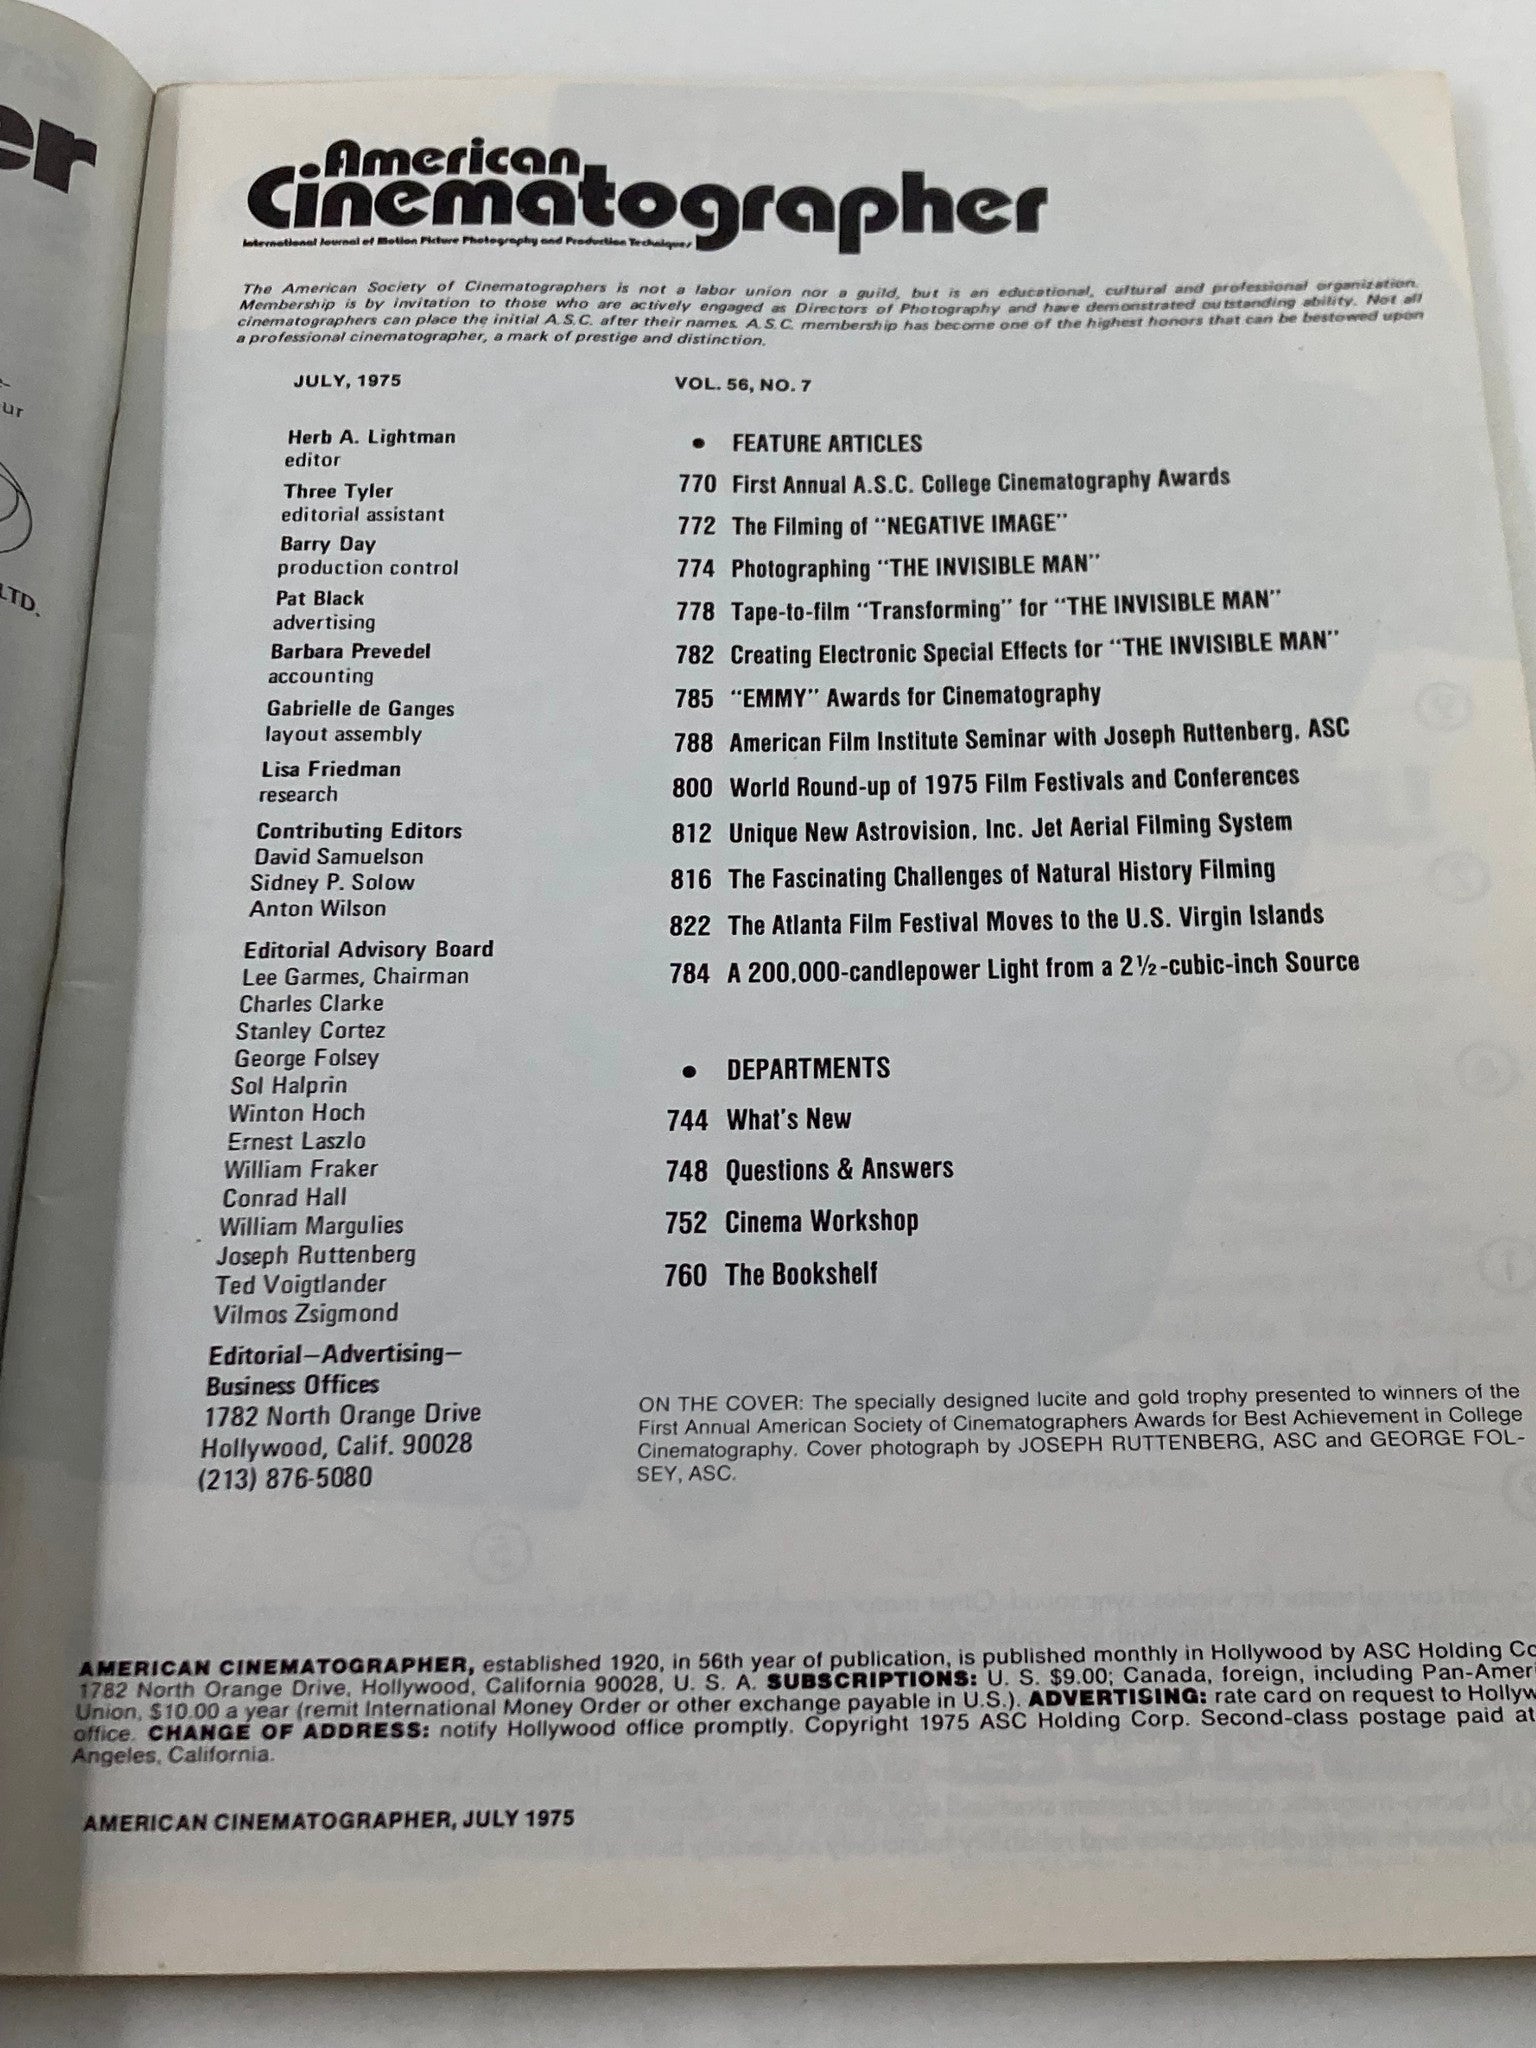 er
ur
LTD.
American
Cinematographer
International Journal of Motion Picture Photography and Production Techniques
The American Society of Cinematographers is not a labor union nor a guild, but is an educational, cultural and professional organization.
Membership is by invitation to those who are actively engaged as Directors of Photography and have demonstrated outstanding ability. Not all
cinematographers can place the initial A.S.C. after their names. A.S.C. membership has become one of the highest honors that can be bestowed upon
a professional cinematographer, a mark of prestige and distinction.
JULY, 1975
Herb A. Lightman
editor
Three Tyler
editorial assistant
Barry Day
production control
Pat Black
advertising
Barbara Prevedel
accounting
Gabrielle de Ganges
layout assembly
Lisa Friedman
research
Contributing Editors
David Samuelson
Sidney P. Solow
Anton Wilson
Editorial Advisory Board
Lee Garmes, Chairman
Charles Clarke
Stanley Cortez
George Folsey
Sol Halprin
Winton Hoch
Ernest Laszlo
William Fraker
Conrad Hall
William Margulies
Joseph Ruttenberg
Ted Voigtlander
Vilmos Zsigmond
Editorial—Advertising—
Business Offices
1782 North Orange Drive
Hollywood, Calif. 90028
(213) 876-5080
VOL. 56, NO. 7
• FEATURE ARTICLES
770 First Annual A.S.C. College Cinematography Awards
772 The Filming of "NEGATIVE IMAGE"
774 Photographing "THE INVISIBLE MAN"
778 Tape-to-film "Transforming" for "THE INVISIBLE MAN"
782 Creating Electronic Special Effects for "THE INVISIBLE MAN"
785 "EMMY" Awards for Cinematography
788 American Film Institute Seminar with Joseph Ruttenberg, ASC
800 World Round-up of 1975 Film Festivals and Conferences
812 Unique New Astrovision, Inc. Jet Aerial Filming System
816 The Fascinating Challenges of Natural History Filming
822 The Atlanta Film Festival Moves to the U.S. Virgin Islands
784 A 200,000-candlepower Light from a 2½-cubic-inch Source
• DEPARTMENTS
744 What's New
748 Questions & Answers
752 Cinema Workshop
760 The Bookshelf
ON THE COVER: The specially designed lucite and gold trophy presented to winners of the
First Annual American Society of Cinematographers Awards for Best Achievement in College
Cinematography. Cover photograph by JOSEPH RUTTENBERG, ASC and GEORGE FOL-
SEY, ASC.
AMERICAN CINEMATOGRAPHER, established 1920, in 56th year of publication, is published monthly in Hollywood by ASC Holding Co
1782 North Orange Drive, Hollywood, California 90028, U. S. A. SUBSCRIPTIONS: U. S. $9.00; Canada, foreign, including Pan-Ameri
Union, $10.00 a year (remit International Money Order or other exchange payable in U.S.). ADVERTISING: rate card on request to Hollyw
office. CHANGE OF ADDRESS: notify Hollywood office promptly. Copyright 1975 ASC Holding Corp. Second-class postage paid at
Angeles, California.
AMERICAN CINEMATOGRAPHER, JULY 1975